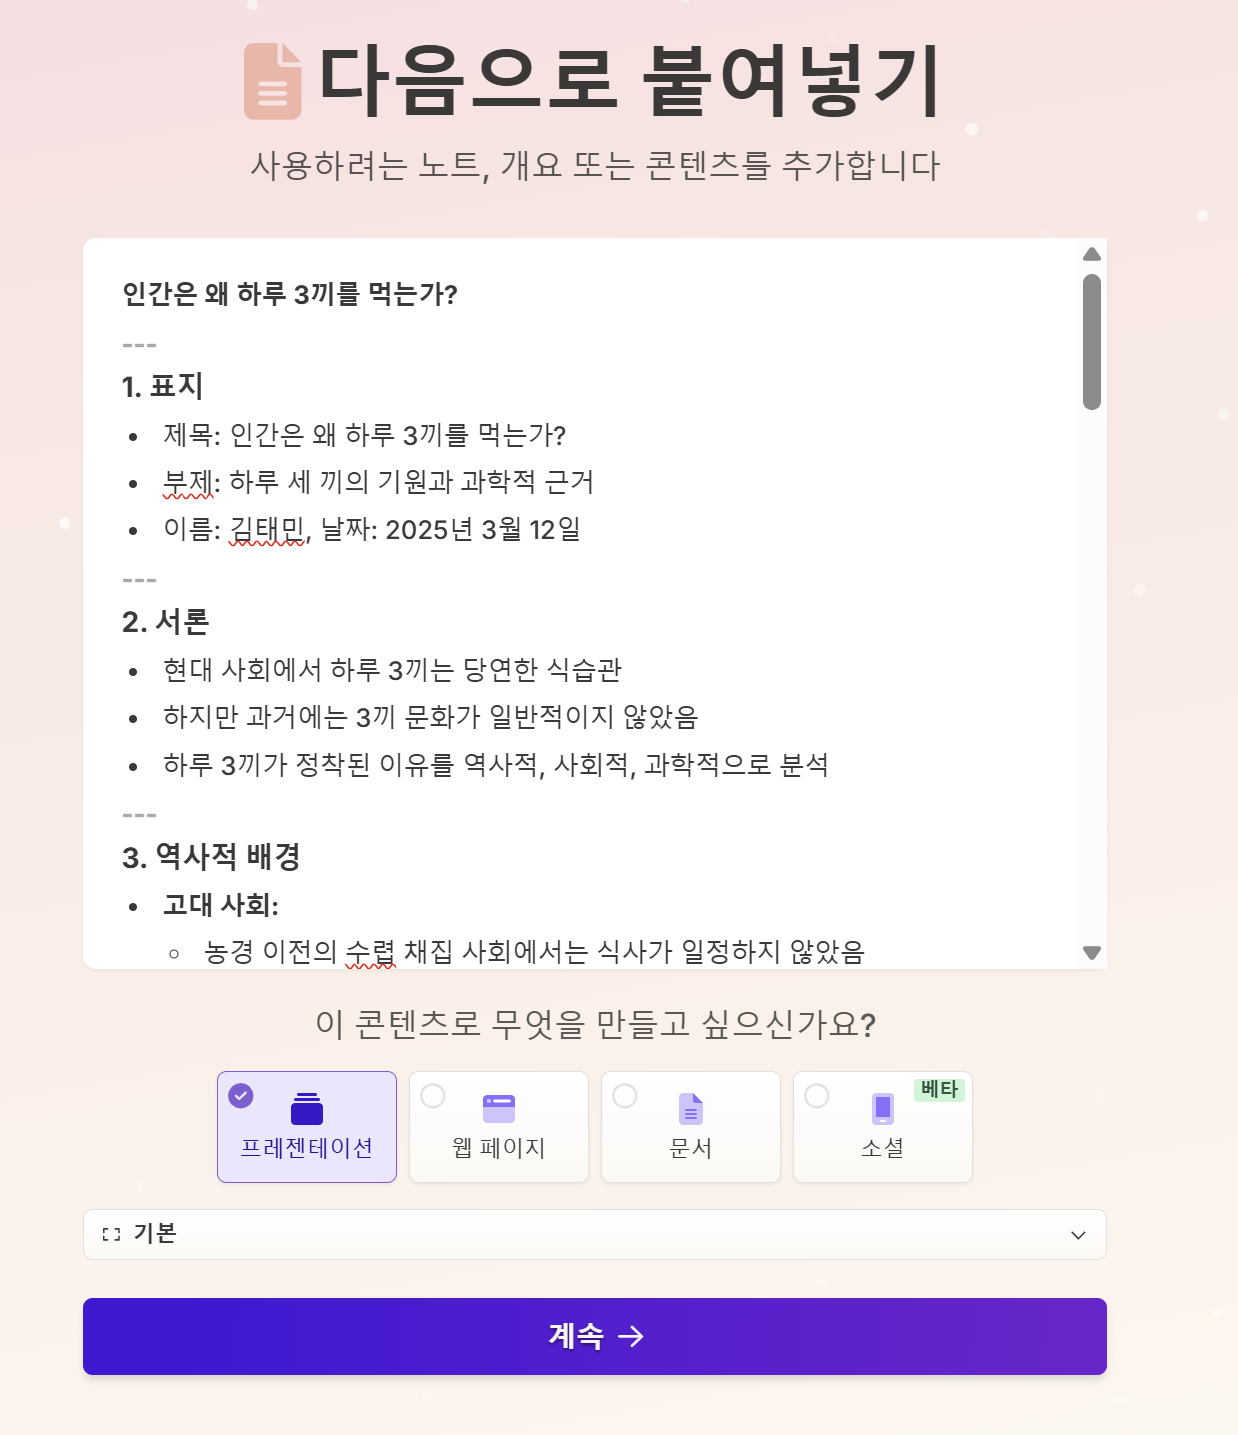 다음으로 붙여넣기
사용하려는 노트, 개요 또는 콘텐츠를 추가합니다
인간은 왜 하루 3끼를 먹는가?
---
1. 표지
• 제목: 인간은 왜 하루 3끼를 먹는가?
• 부제: 하루 세 끼의 기원과 과학적 근거
• 이름: 김태민, 날짜: 2025년 3월 12일
---
2. 서론
• 현대 사회에서 하루 3끼는 당연한 식습관
• 하지만 과거에는 3끼 문화가 일반적이지 않았음
• 하루 3끼가 정착된 이유를 역사적, 사회적, 과학적으로 분석
---
3. 역사적 배경
• 고대 사회:
◦ 농경 이전의 수렵 채집 사회에서는 식사가 일정하지 않았음
이 콘텐츠로 무엇을 만들고 싶으신가요?
프레젠테이션
웹 페이지
문서
베타
소셜
기본
계속 →